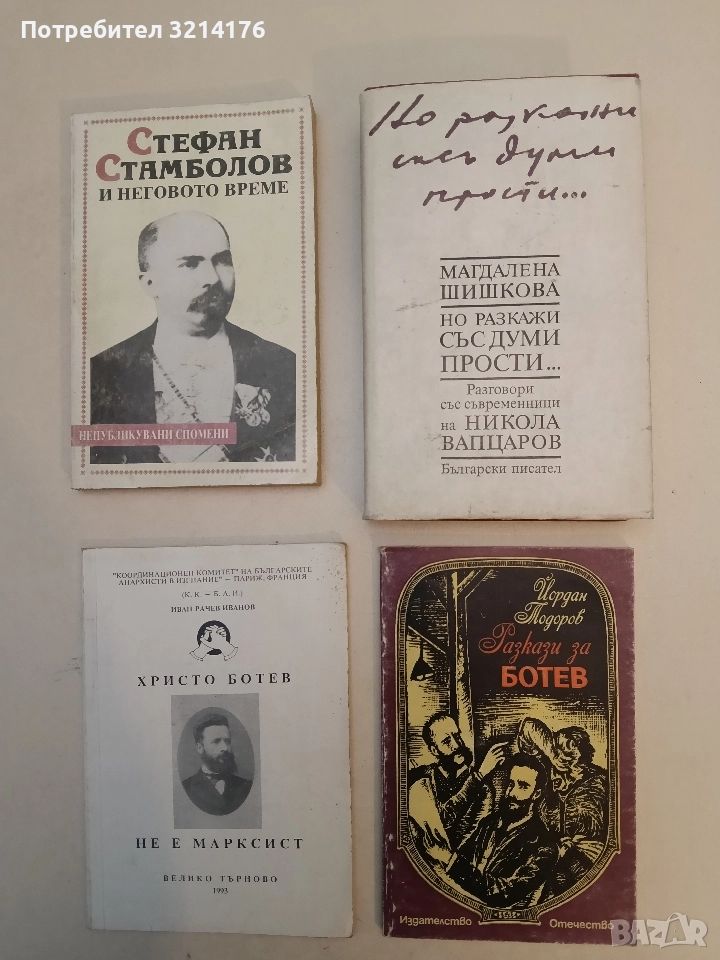 Потребител 3214176
СТЕФАН
СТАМБОЛОВ
И НЕГОВОТО ВРЕМЕ
НЕПУБЛИКУВАНИ СПОМЕНИ
Но разкажи
със думи
прости...
МАГДАЛЕНА
ШИШКОВА
НО РАЗКАЖИ
СЪС ДУМИ
ПРОСТИ...
Разговори
със съвременници
на НИКОЛА
ВАПЦАРОВ
Български писател
"КООРДИНАЦИОНЕН КОМИТЕТ" НА БЪЛГАРСКИТЕ
АНАРХИСТИ В ИЗГНАНИЕ" – ПАРИЖ, ФРАНЦИЯ
(К. К. – Б. А. И.)
ИВАН РАЧЕВ ИВАНОВ
ХРИСТО БОТЕВ
НЕ Е МАРКСИСТ
ВЕЛИКО ТЪРНОВО
1993
Йордан
Тодоров
Разкази за
БОТЕВ
Издателство Отечество
BAZAR